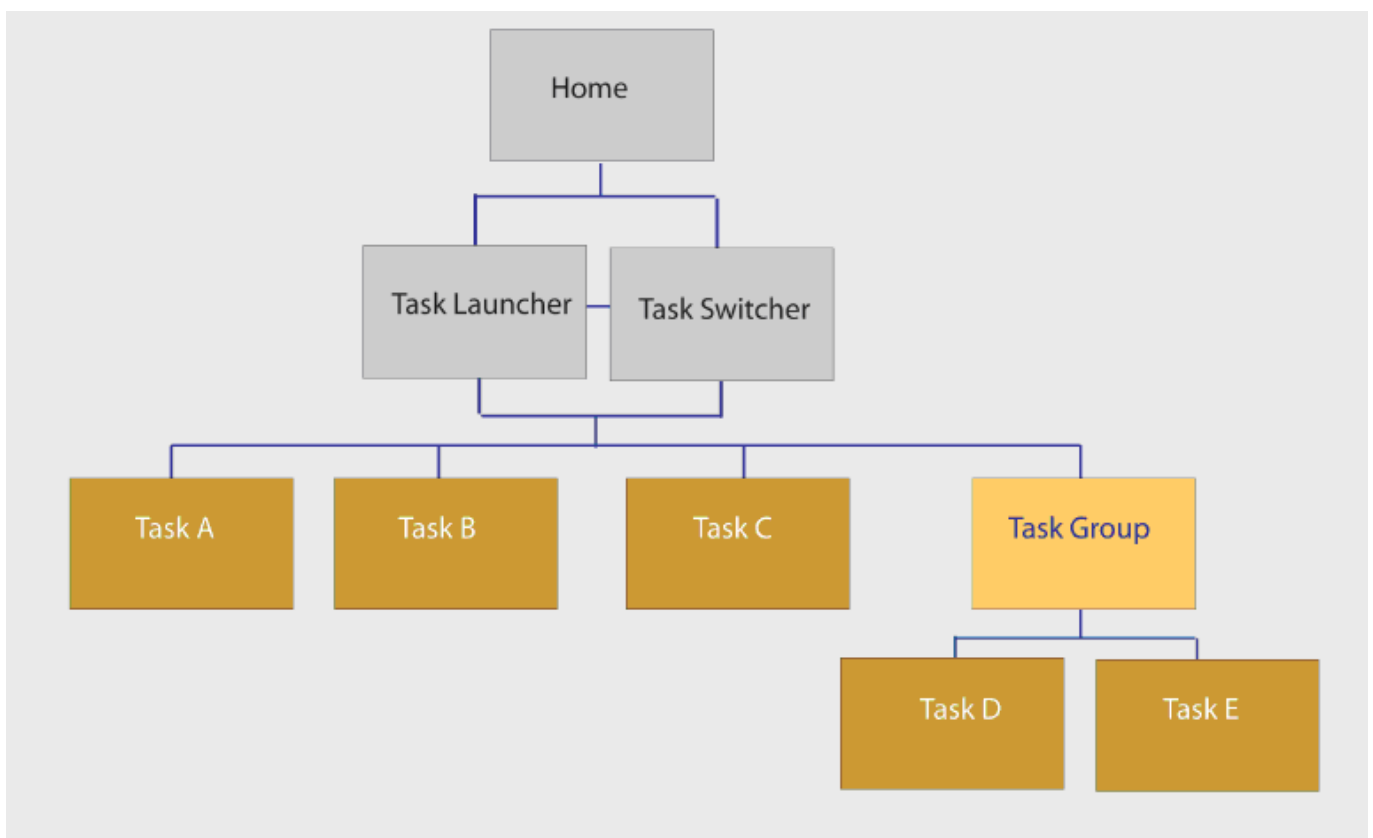 Home
Task Launcher
Task Switcher
Task A
Task B
Task C
Task Group
Task D
Task E